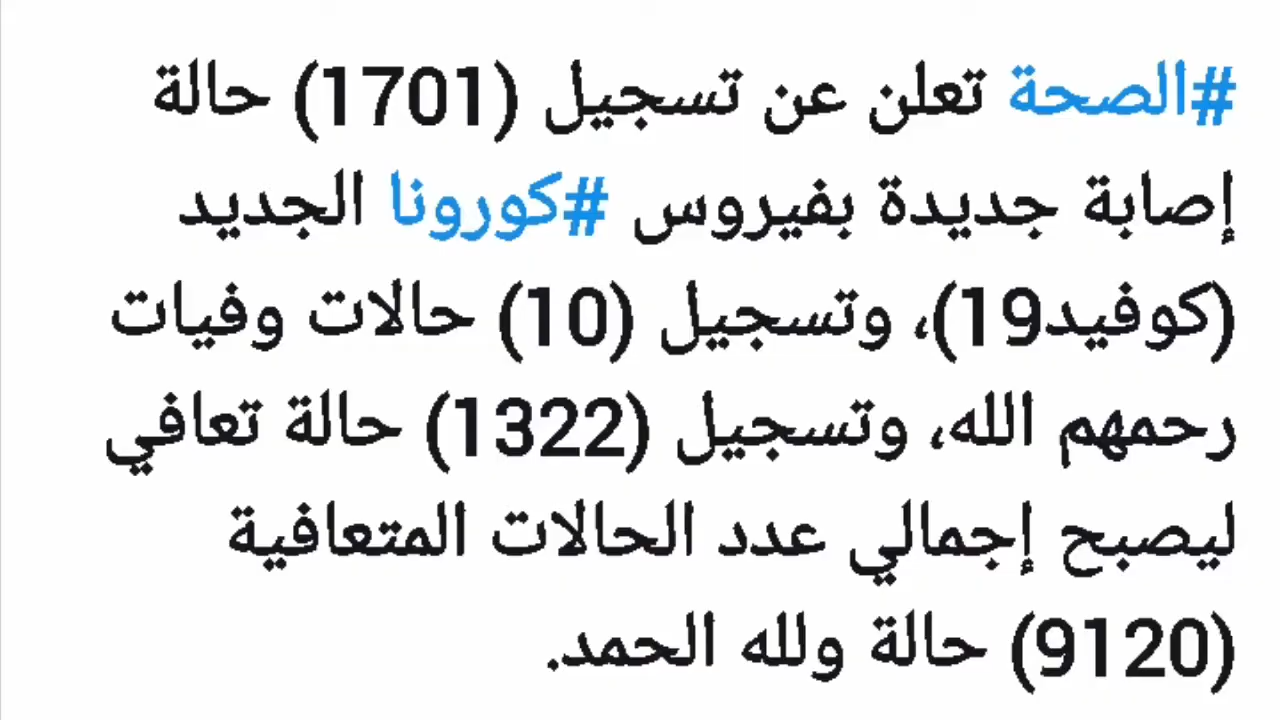 #الصحة تعلن عن تسجيل (1701) حالة
إصابة جديدة بفيروس #كورونا الجديد
(كوفيد19)، وتسجيل (10) حالات وفيات
رحمهم الله، وتسجيل (1322) حالة تعافي
ليصبح إجمالي عدد الحالات المتعافية
(9120) حالة ولله الحمد.